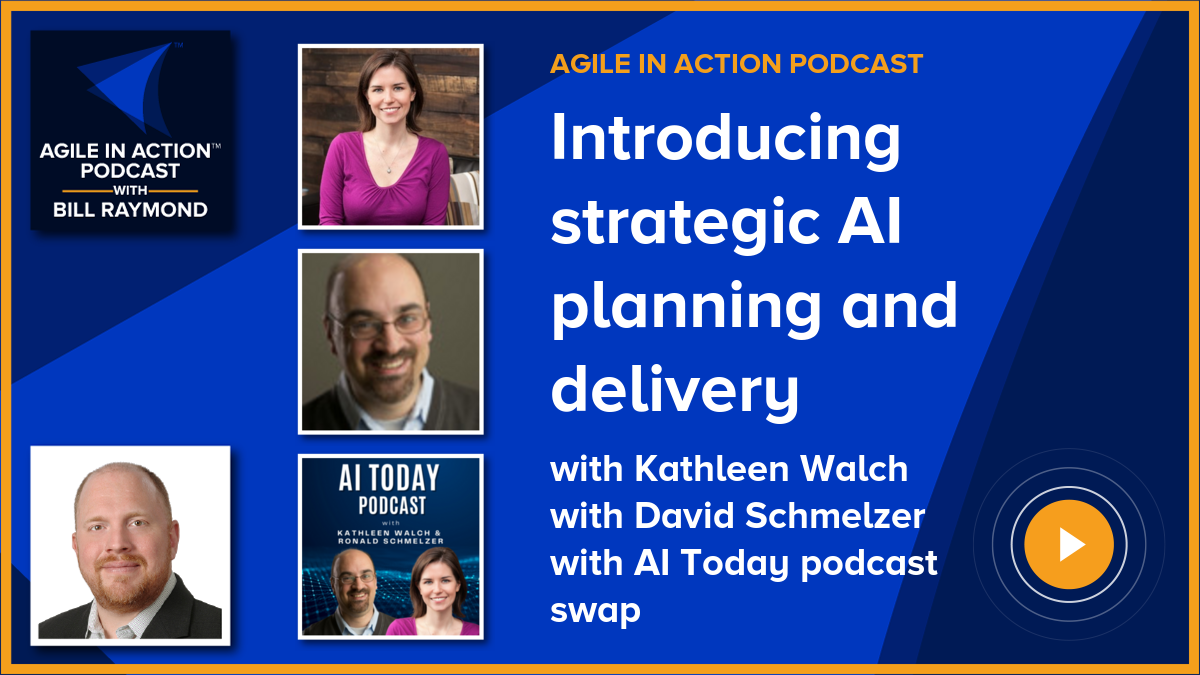 AGILE IN ACTION™
PODCAST
WITH
BILL RAYMOND
AI TODAY
PODCAST
with
KATHLEEN WALCH &
RONALD SCHMELZER
AGILE IN ACTION PODCAST
Introducing
strategic AI
planning and
delivery
with Kathleen Walch
with David Schmelzer
with AI Today podcast
swap